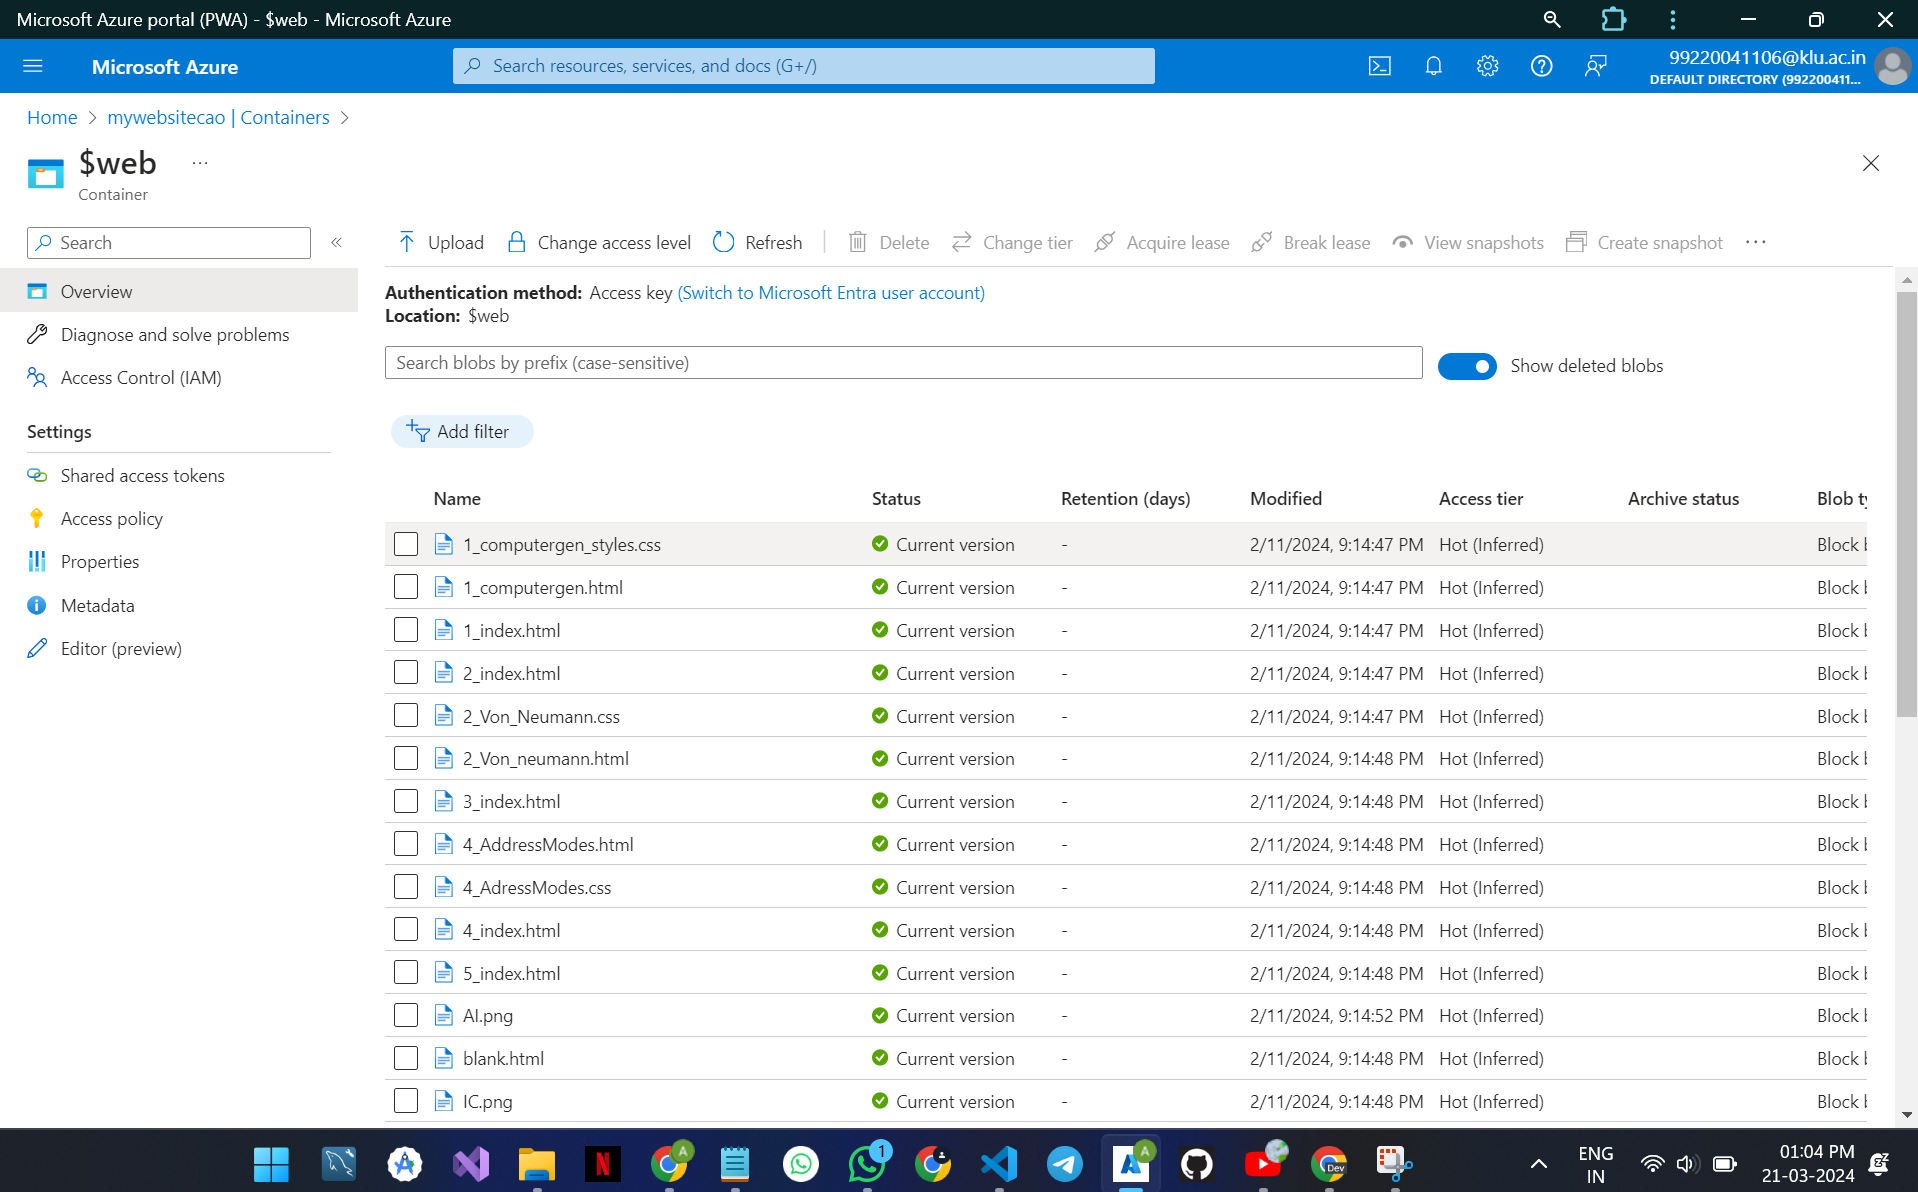 Microsoft Azure portal (PWA) - $web - Microsoft Azure
Microsoft Azure
Search resources, services, and docs (G+/)
99220041106@klu.ac.in
DEFAULT DIRECTORY (992200411...
Home > mywebsitecao | Containers >
$web ...
Container
Search
«
Overview
Diagnose and solve problems
Access Control (IAM)
Settings
Shared access tokens
Access policy
Properties
Metadata
Editor (preview)
Upload Change access level Refresh Delete Change tier Acquire lease Break lease View snapshots Create snapshot ...
Authentication method: Access key (Switch to Microsoft Entra user account)
Location: $web
Search blobs by prefix (case-sensitive)
Show deleted blobs
Add filter
Name Status Retention (days) Modified Access tier Archive status Blob ty
1_computergen_styles.css Current version - 2/11/2024, 9:14:47 PM Hot (Inferred) Block b
1_computergen.html Current version - 2/11/2024, 9:14:47 PM Hot (Inferred) Block b
1_index.html Current version - 2/11/2024, 9:14:47 PM Hot (Inferred) Block b
2_index.html Current version - 2/11/2024, 9:14:47 PM Hot (Inferred) Block b
2_Von_Neumann.css Current version - 2/11/2024, 9:14:47 PM Hot (Inferred) Block b
2_Von_neumann.html Current version - 2/11/2024, 9:14:48 PM Hot (Inferred) Block b
3_index.html Current version - 2/11/2024, 9:14:48 PM Hot (Inferred) Block b
4_AddressModes.html Current version - 2/11/2024, 9:14:48 PM Hot (Inferred) Block b
4_AdressModes.css Current version - 2/11/2024, 9:14:48 PM Hot (Inferred) Block b
4_index.html Current version - 2/11/2024, 9:14:48 PM Hot (Inferred) Block b
5_index.html Current version - 2/11/2024, 9:14:48 PM Hot (Inferred) Block b
AI.png Current version - 2/11/2024, 9:14:52 PM Hot (Inferred) Block b
blank.html Current version - 2/11/2024, 9:14:48 PM Hot (Inferred) Block b
IC.png Current version - 2/11/2024, 9:14:48 PM Hot (Inferred) Block b
N
A
1
A
Dev
ENG
IN
01:04 PM
21-03-2024